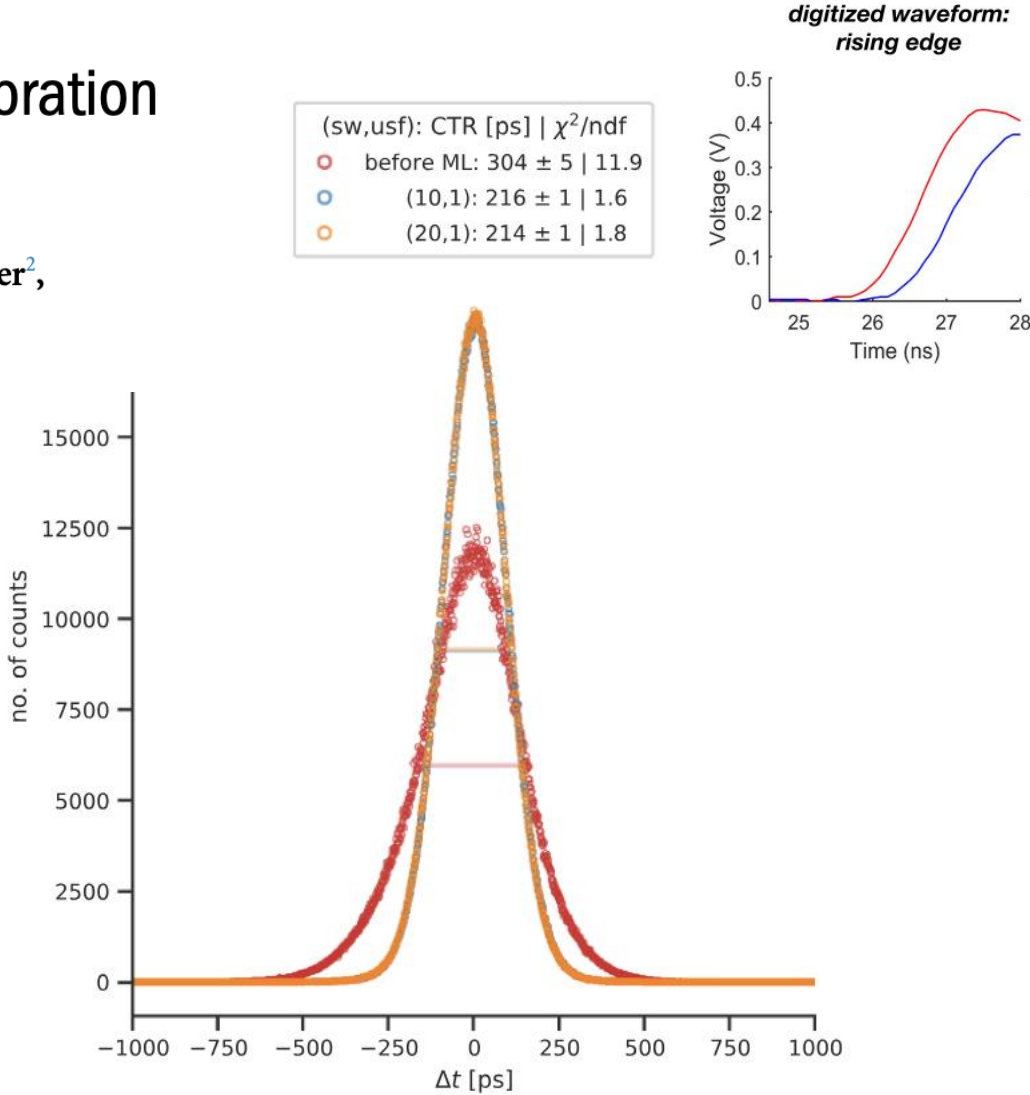 digitized waveform:
rising edge
bration
er²,
(sw,usf): CTR [ps] | χ²/ndf
before ML: 304 ± 5 | 11.9
(10,1): 216 ± 1 | 1.6
(20,1): 214 ± 1 | 1.8
0.5
0.4
0.3
0.2
0.1
0
Voltage (V)
25 26 27 28
Time (ns)
15000
12500
10000
7500
5000
2500
0
no. of counts
−1000 −750 −500 −250 0 250 500 750 1000
Δt [ps]